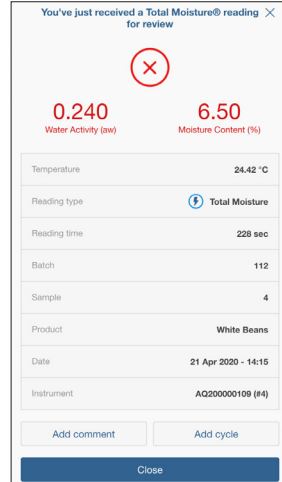 You've just received a Total Moisture® reading
for review
0.240
Water Activity (aw)
6.50
Moisture Content (%)
Temperature 24.42 °C
Reading type Total Moisture
Reading time 228 sec
Batch 112
Sample 4
Product White Beans
Date 21 Apr 2020 - 14:15
Instrument AQ200000109 (#4)
Add comment Add cycle
Close